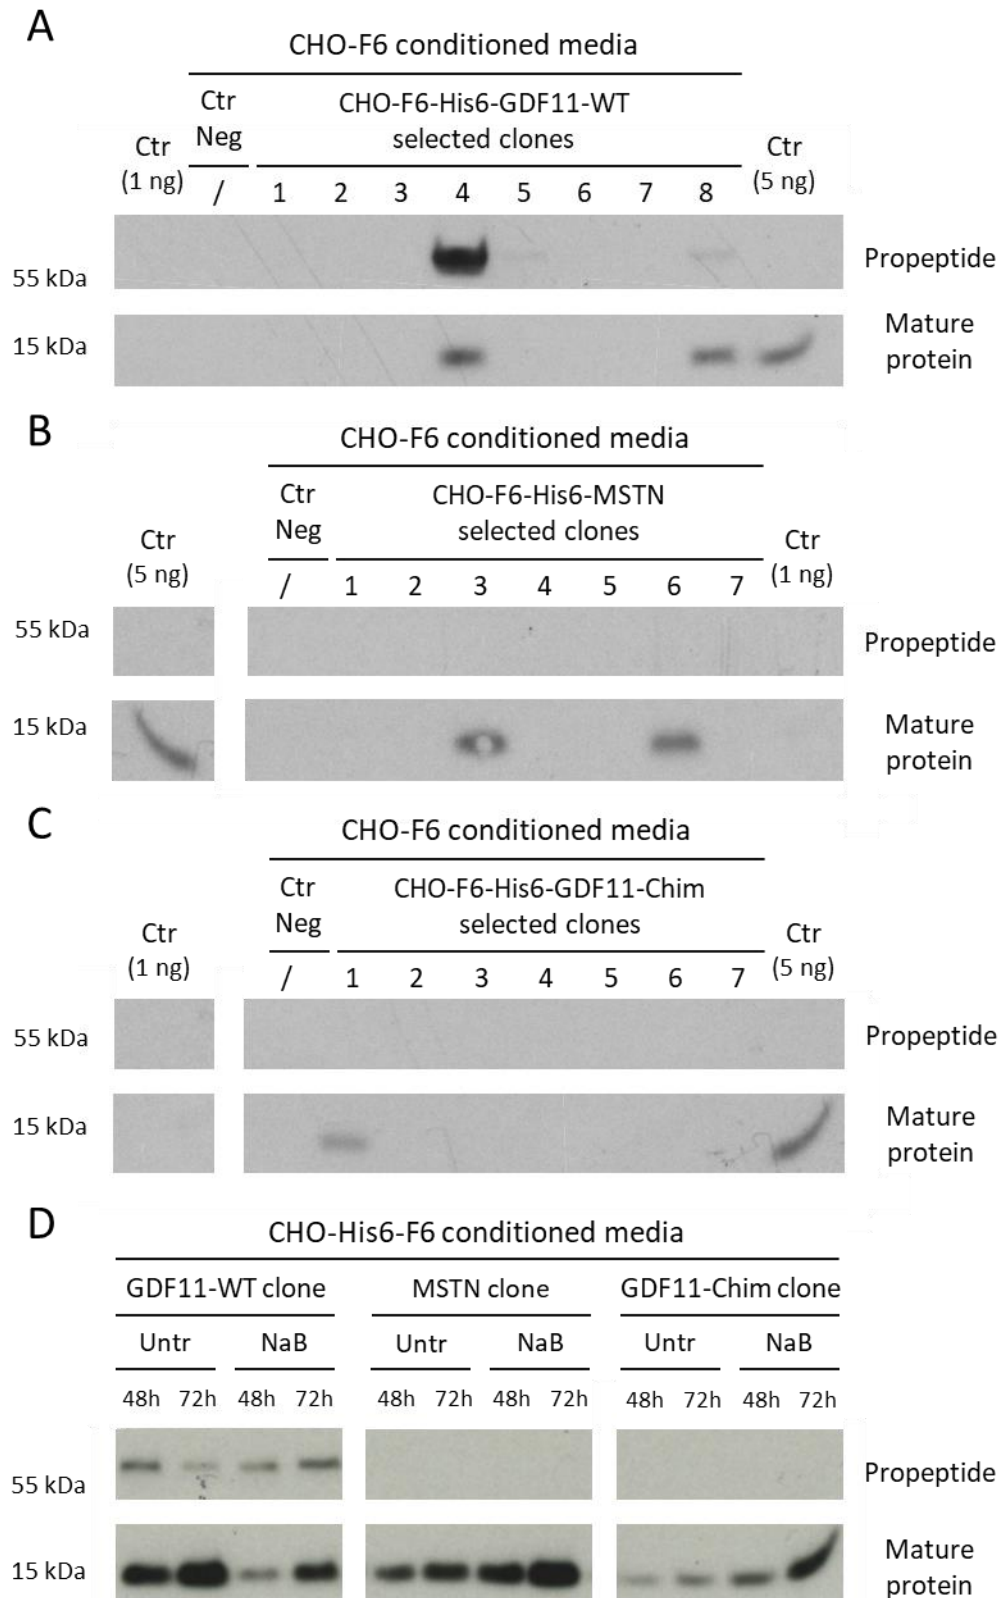 A
CHO-F6 conditioned media
Ctr
Neg
CHO-F6-His6-GDF11-WT
selected clones
Ctr
(1 ng)
Ctr
(5 ng)
/ 1 2 3 4 5 6 7 8
55 kDa
Propeptide
15 kDa
Mature
protein
B
CHO-F6 conditioned media
Ctr
Neg
CHO-F6-His6-MSTN
selected clones
Ctr
(5 ng)
Ctr
(1 ng)
/ 1 2 3 4 5 6 7
55 kDa
Propeptide
15 kDa
Mature
protein
C
CHO-F6 conditioned media
Ctr
Neg
CHO-F6-His6-GDF11-Chim
selected clones
Ctr
(1 ng)
Ctr
(5 ng)
/ 1 2 3 4 5 6 7
55 kDa
Propeptide
15 kDa
Mature
protein
D
CHO-His6-F6 conditioned media
GDF11-WT clone MSTN clone GDF11-Chim clone
Untr NaB Untr NaB Untr NaB
48h 72h 48h 72h 48h 72h 48h 72h 48h 72h 48h 72h
55 kDa
Propeptide
15 kDa
Mature
protein